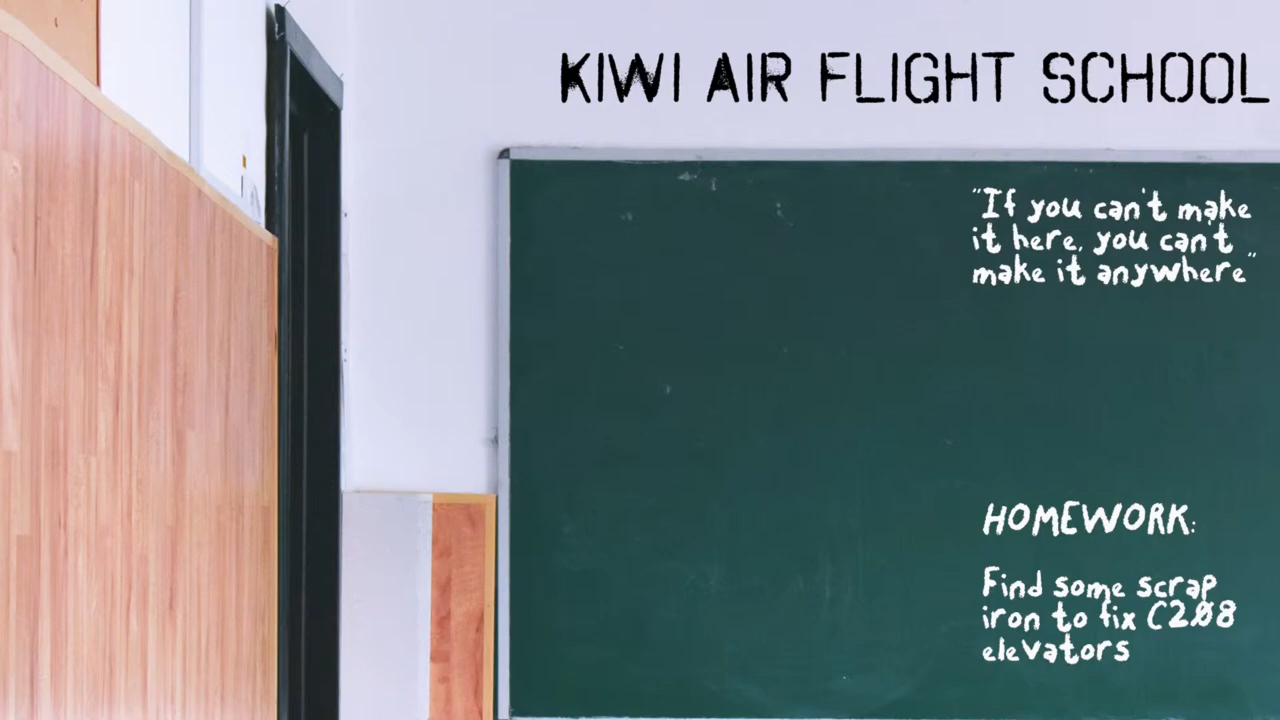 KIWI AIR FLIGHT SCHOOL
"If you can't make
it here, you can't
make it anywhere"
HOMEWORK:
Find some scrap
iron to fix C208
elevators